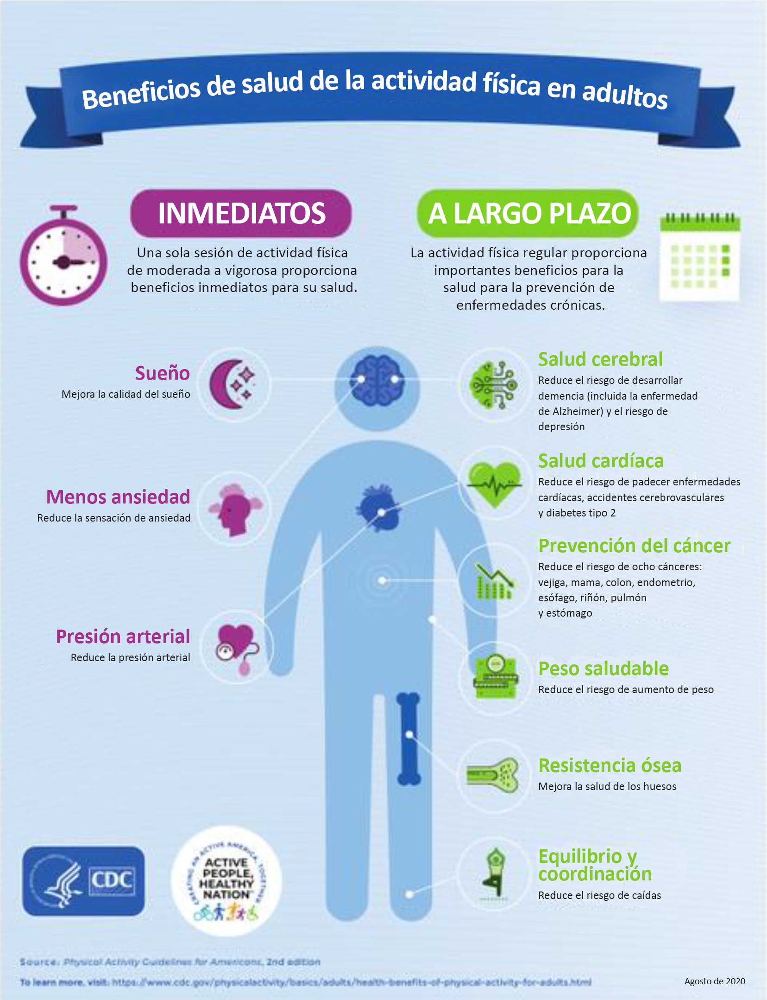 Beneficios de salud de la actividad física en adultos
INMEDIATOS
Una sola sesión de actividad física
de moderada a vigorosa proporciona
beneficios inmediatos para su salud.
A LARGO PLAZO
La actividad física regular proporciona
importantes beneficios para la
salud para la prevención de
enfermedades crónicas.
Sueño
Mejora la calidad del sueño
Menos ansiedad
Reduce la sensación de ansiedad
Presión arterial
Reduce la presión arterial
Salud cerebral
Reduce el riesgo de desarrollar
demencia (incluida la enfermedad
de Alzheimer) y el riesgo de
depresión
Salud cardíaca
Reduce el riesgo de padecer enfermedades
cardíacas, accidentes cerebrovasculares
y diabetes tipo 2
Prevención del cáncer
Reduce el riesgo de ocho cánceres:
vejiga, mama, colon, endometrio,
esófago, riñón, pulmón
y estómago
Peso saludable
Reduce el riesgo de aumento de peso
Resistencia ósea
Mejora la salud de los huesos
Equilibrio y
coordinación
Reduce el riesgo de caídas
CDC
CREATING AN ACTIVE AMERICA, TOGETHER
ACTIVE
PEOPLE,
HEALTHY
NATION
Source: Physical Activity Guidelines for Americans, 2nd edition
To learn more, visit: https://www.cdc.gov/physicalactivity/basics/adults/health-benefits-of-physical-activity-for-adults.html
Agosto de 2020